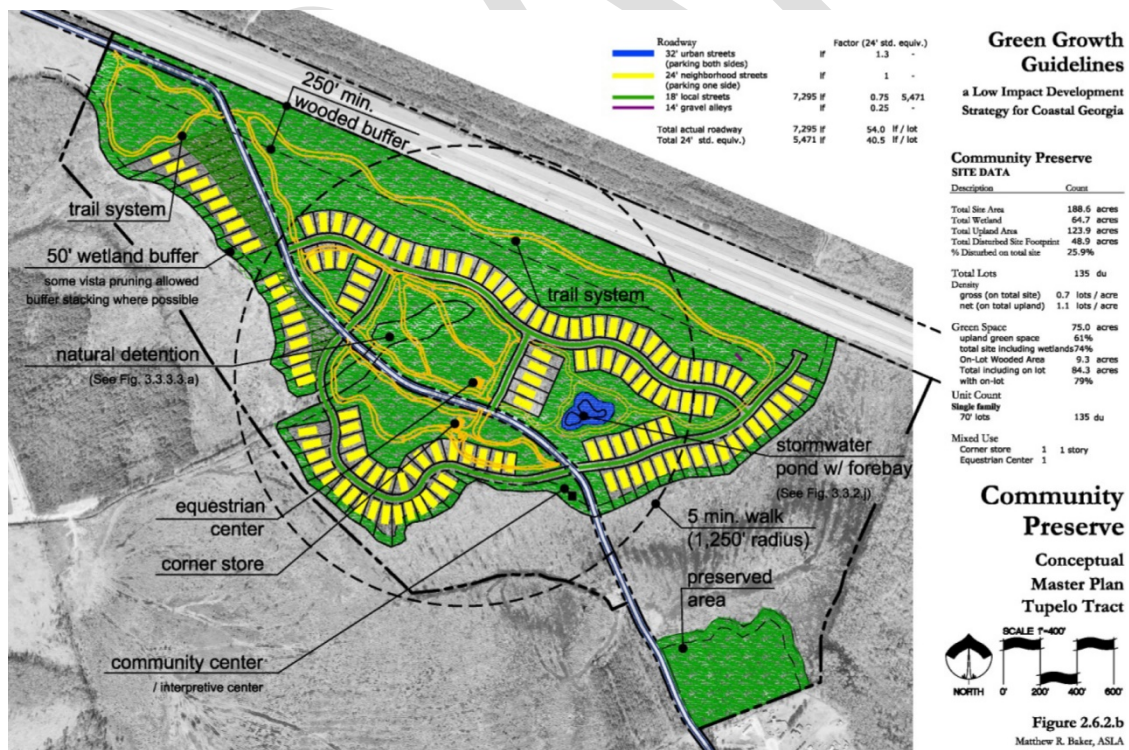 Roadway Factor (24' std. equiv.)
32' urban streets lf 1.3 -
(parking both sides)
24' neighborhood streets lf 1 -
(parking one side)
18' local streets 7,295 lf 0.75 5,471
14' gravel alleys lf 0.25 -
Total actual roadway 7,295 lf 54.0 lf / lot
Total 24' std. equiv.) 5,471 lf 40.5 lf / lot
Green Growth
Guidelines
a Low Impact Development
Strategy for Coastal Georgia
Community Preserve
SITE DATA
Description Count
Total Site Area 188.6 acres
Total Wetland 64.7 acres
Total Upland Area 123.9 acres
Total Disturbed Site Footprint 48.9 acres
% Disturbed on total site 25.9%
Total Lots 135 du
Density
gross (on total site) 0.7 lots / acre
net (on total upland) 1.1 lots / acre
Green Space 75.0 acres
upland green space 61%
total site including wetlands 74%
On-Lot Wooded Area 9.3 acres
Total including on lot 84.3 acres
with on-lot 79%
Unit Count
Single family
70' lots 135 du
Mixed Use
Corner store 1 1 story
Equestrian Center 1
Community
Preserve
Conceptual
Master Plan
Tupelo Tract
SCALE 1"=400'
NORTH 0' 200' 400' 600'
Figure 2.6.2.b
Matthew R. Baker, ASLA
250' min.
wooded buffer
trail system
50' wetland buffer
some vista pruning allowed
buffer stacking where possible
trail system
natural detention
(See Fig. 3.3.3.3.a)
stormwater
pond w/ forebay
(See Fig. 3.3.2.j)
equestrian
center
5 min. walk
(1,250' radius)
corner store
preserved
area
community center
/ interpretive center